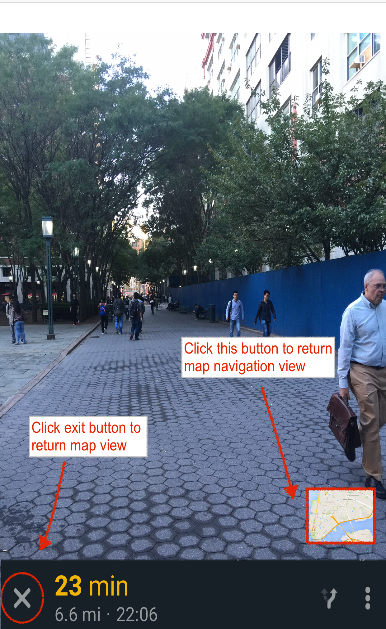 Click this button to return
map navigation view
Click exit button to
return map view
23 min
6.6 mi · 22:06